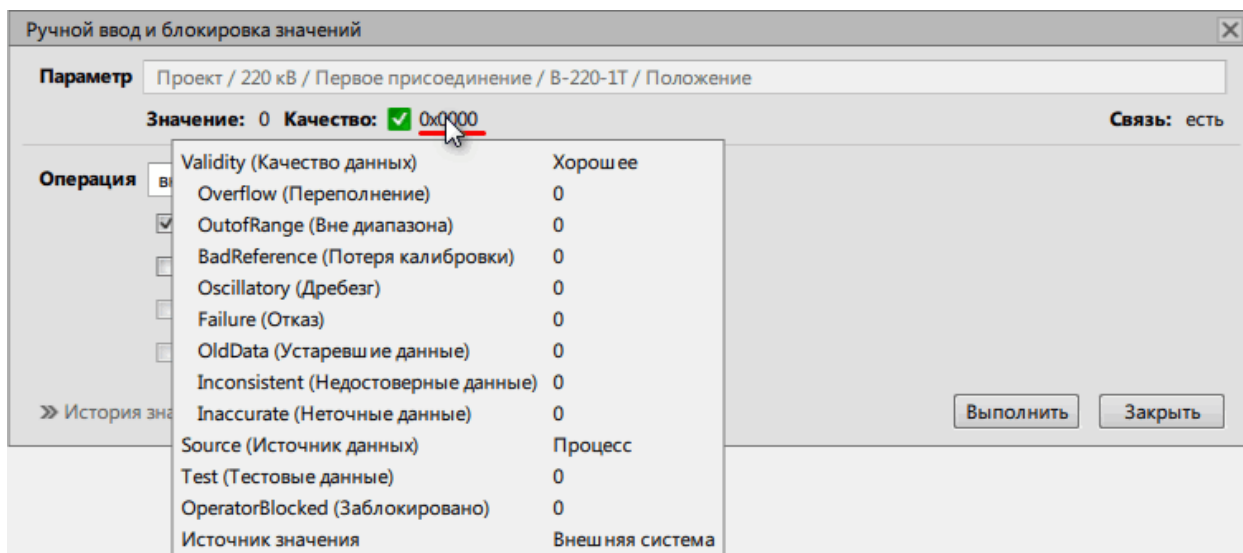 Ручной ввод и блокировка значений
Параметр Проект / 220 кВ / Первое присоединение / В-220-1Т / Положение
Значение: 0 Качество: 0x0000 Связь: есть
Validity (Качество данных) Хорошее
Операция
Overflow (Переполнение) 0
OutofRange (Вне диапазона) 0
BadReference (Потеря калибровки) 0
Oscillatory (Дребезг) 0
Failure (Отказ) 0
OldData (Устаревшие данные) 0
Inconsistent (Недостоверные данные) 0
Inaccurate (Неточные данные) 0
» История Выполнить Закрыть
Source (Источник данных) Процесс
Test (Тестовые данные) 0
OperatorBlocked (Заблокировано) 0
Источник значения Внешняя система